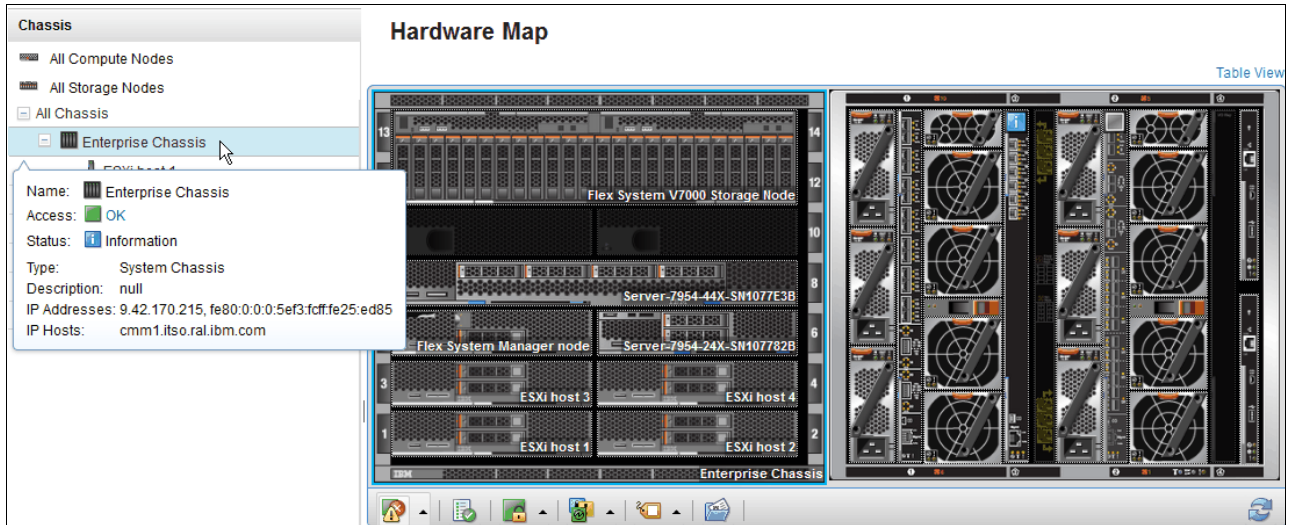 Chassis
All Compute Nodes
All Storage Nodes
All Chassis
Enterprise Chassis
Name: Enterprise Chassis
Access: OK
Status: Information
Type: System Chassis
Description: null
IP Addresses: 9.42.170.215, fe80:0:0:0:5ef3:fcff:fe25:ed85
IP Hosts: cmm1.itso.ral.ibm.com
Hardware Map
Table View
13
14
Flex System V7000 Storage Node
12
10
Server-7954-44X-SN1077E3B
8
Flex System Manager node
Server-7954-24X-SN107782B
6
3
ESXi host 3
ESXi host 4
4
1
ESXi host 1
ESXi host 2
2
IBM
Enterprise Chassis